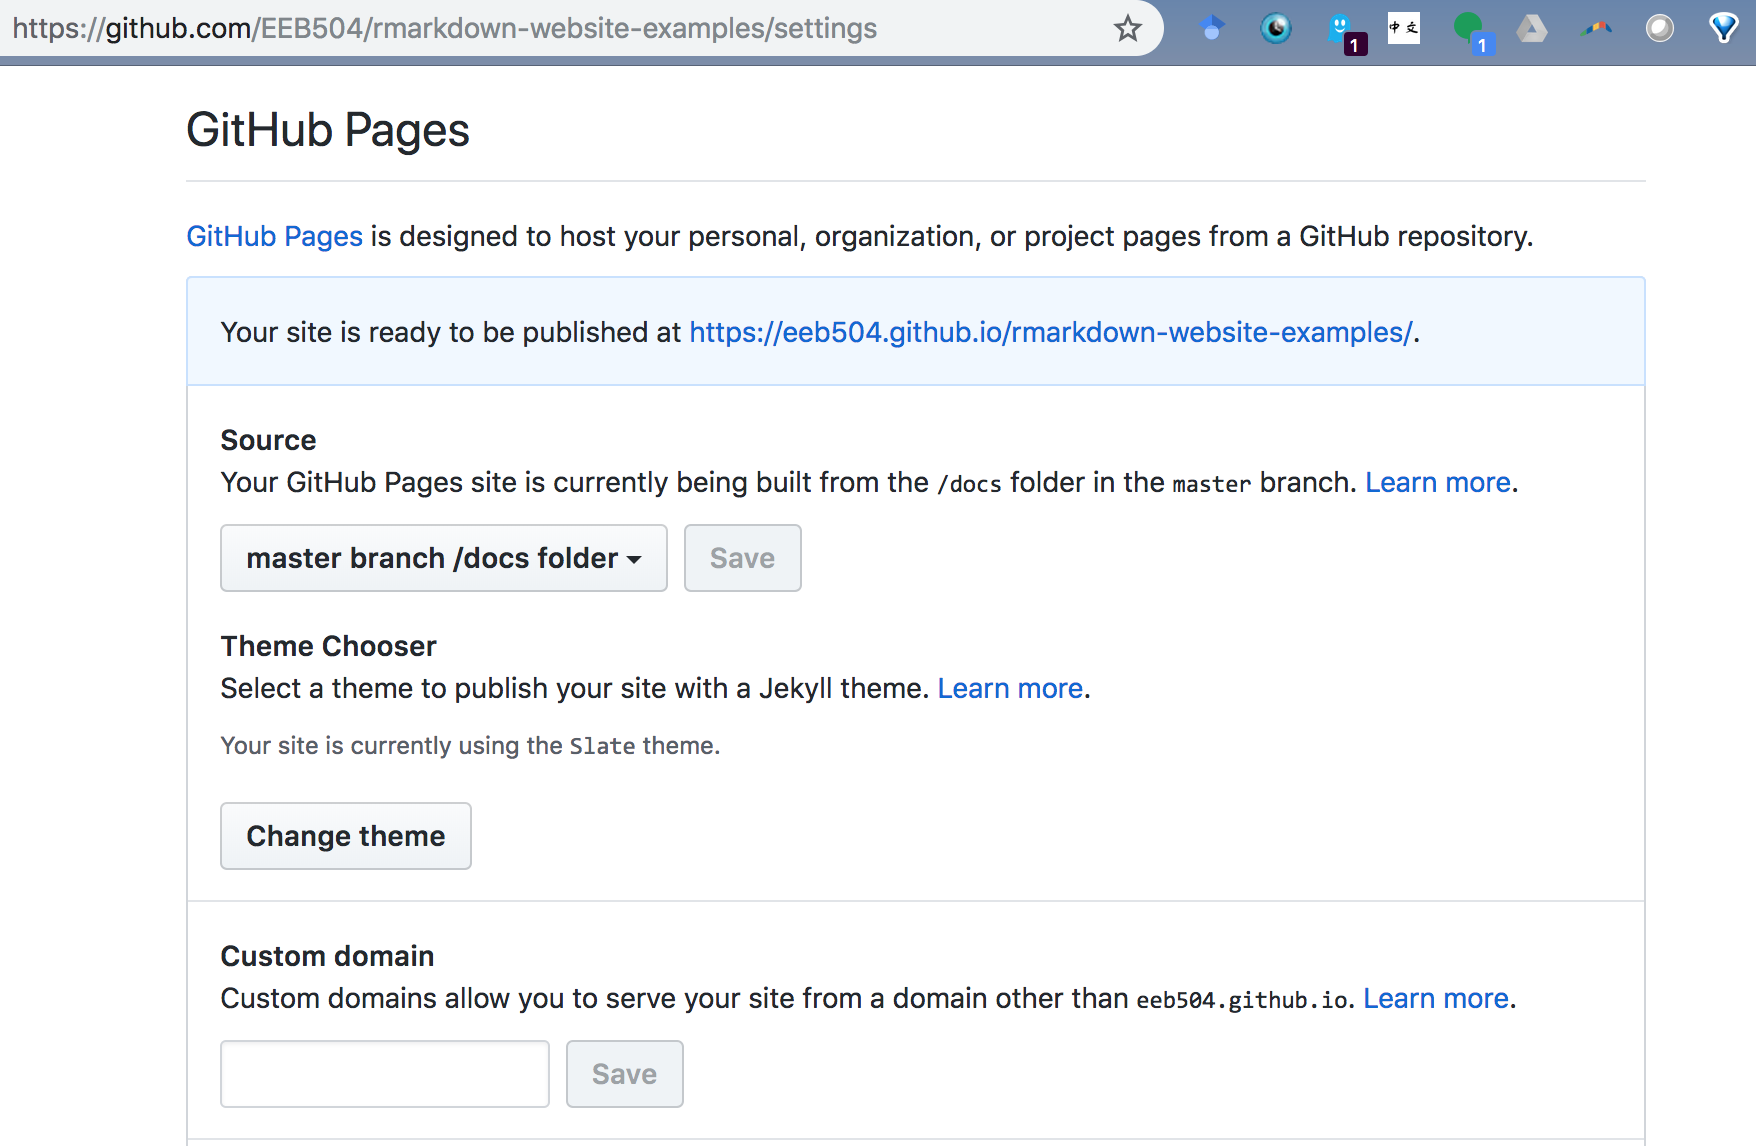 https://github.com/EEB504/rmarkdown-website-examples/settings
1
中文
1
GitHub Pages
GitHub Pages is designed to host your personal, organization, or project pages from a GitHub repository.
Your site is ready to be published at https://eeb504.github.io/rmarkdown-website-examples/.
Source
Your GitHub Pages site is currently being built from the /docs folder in the master branch. Learn more.
master branch /docs folder
Save
Theme Chooser
Select a theme to publish your site with a Jekyll theme. Learn more.
Your site is currently using the Slate theme.
Change theme
Custom domain
Custom domains allow you to serve your site from a domain other than eeb504.github.io. Learn more.
Save